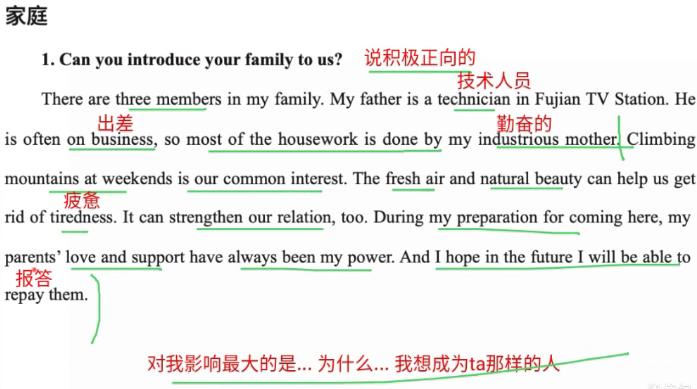 家庭
1. Can you introduce your family to us? 说积极正向的
技术人员
There are three members in my family. My father is a technician in Fujian TV Station. He
出差 勤奋的
is often on business, so most of the housework is done by my industrious mother. Climbing
mountains at weekends is our common interest. The fresh air and natural beauty can help us get
疲惫
rid of tiredness. It can strengthen our relation, too. During my preparation for coming here, my
parents’ love and support have always been my power. And I hope in the future I will be able to
报答
repay them.
对我影响最大的是... 为什么... 我想成为ta那样的人